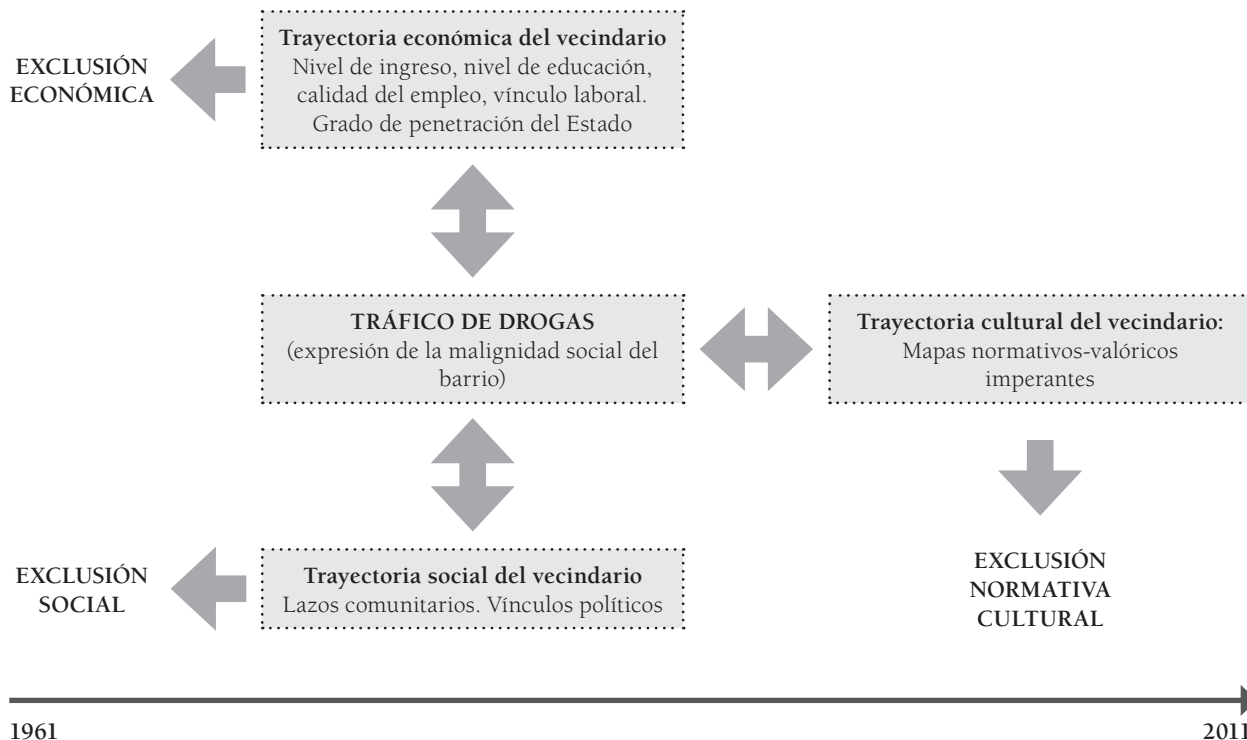 EXCLUSIÓN
ECONÓMICA
Trayectoria económica del vecindario
Nivel de ingreso, nivel de educación,
calidad del empleo, vínculo laboral.
Grado de penetración del Estado
TRÁFICO DE DROGAS
(expresión de la malignidad social del
barrio)
Trayectoria cultural del vecindario:
Mapas normativos-valóricos
imperantes
EXCLUSIÓN
SOCIAL
Trayectoria social del vecindario
Lazos comunitarios. Vínculos políticos
EXCLUSIÓN
NORMATIVA
CULTURAL
1961
2011